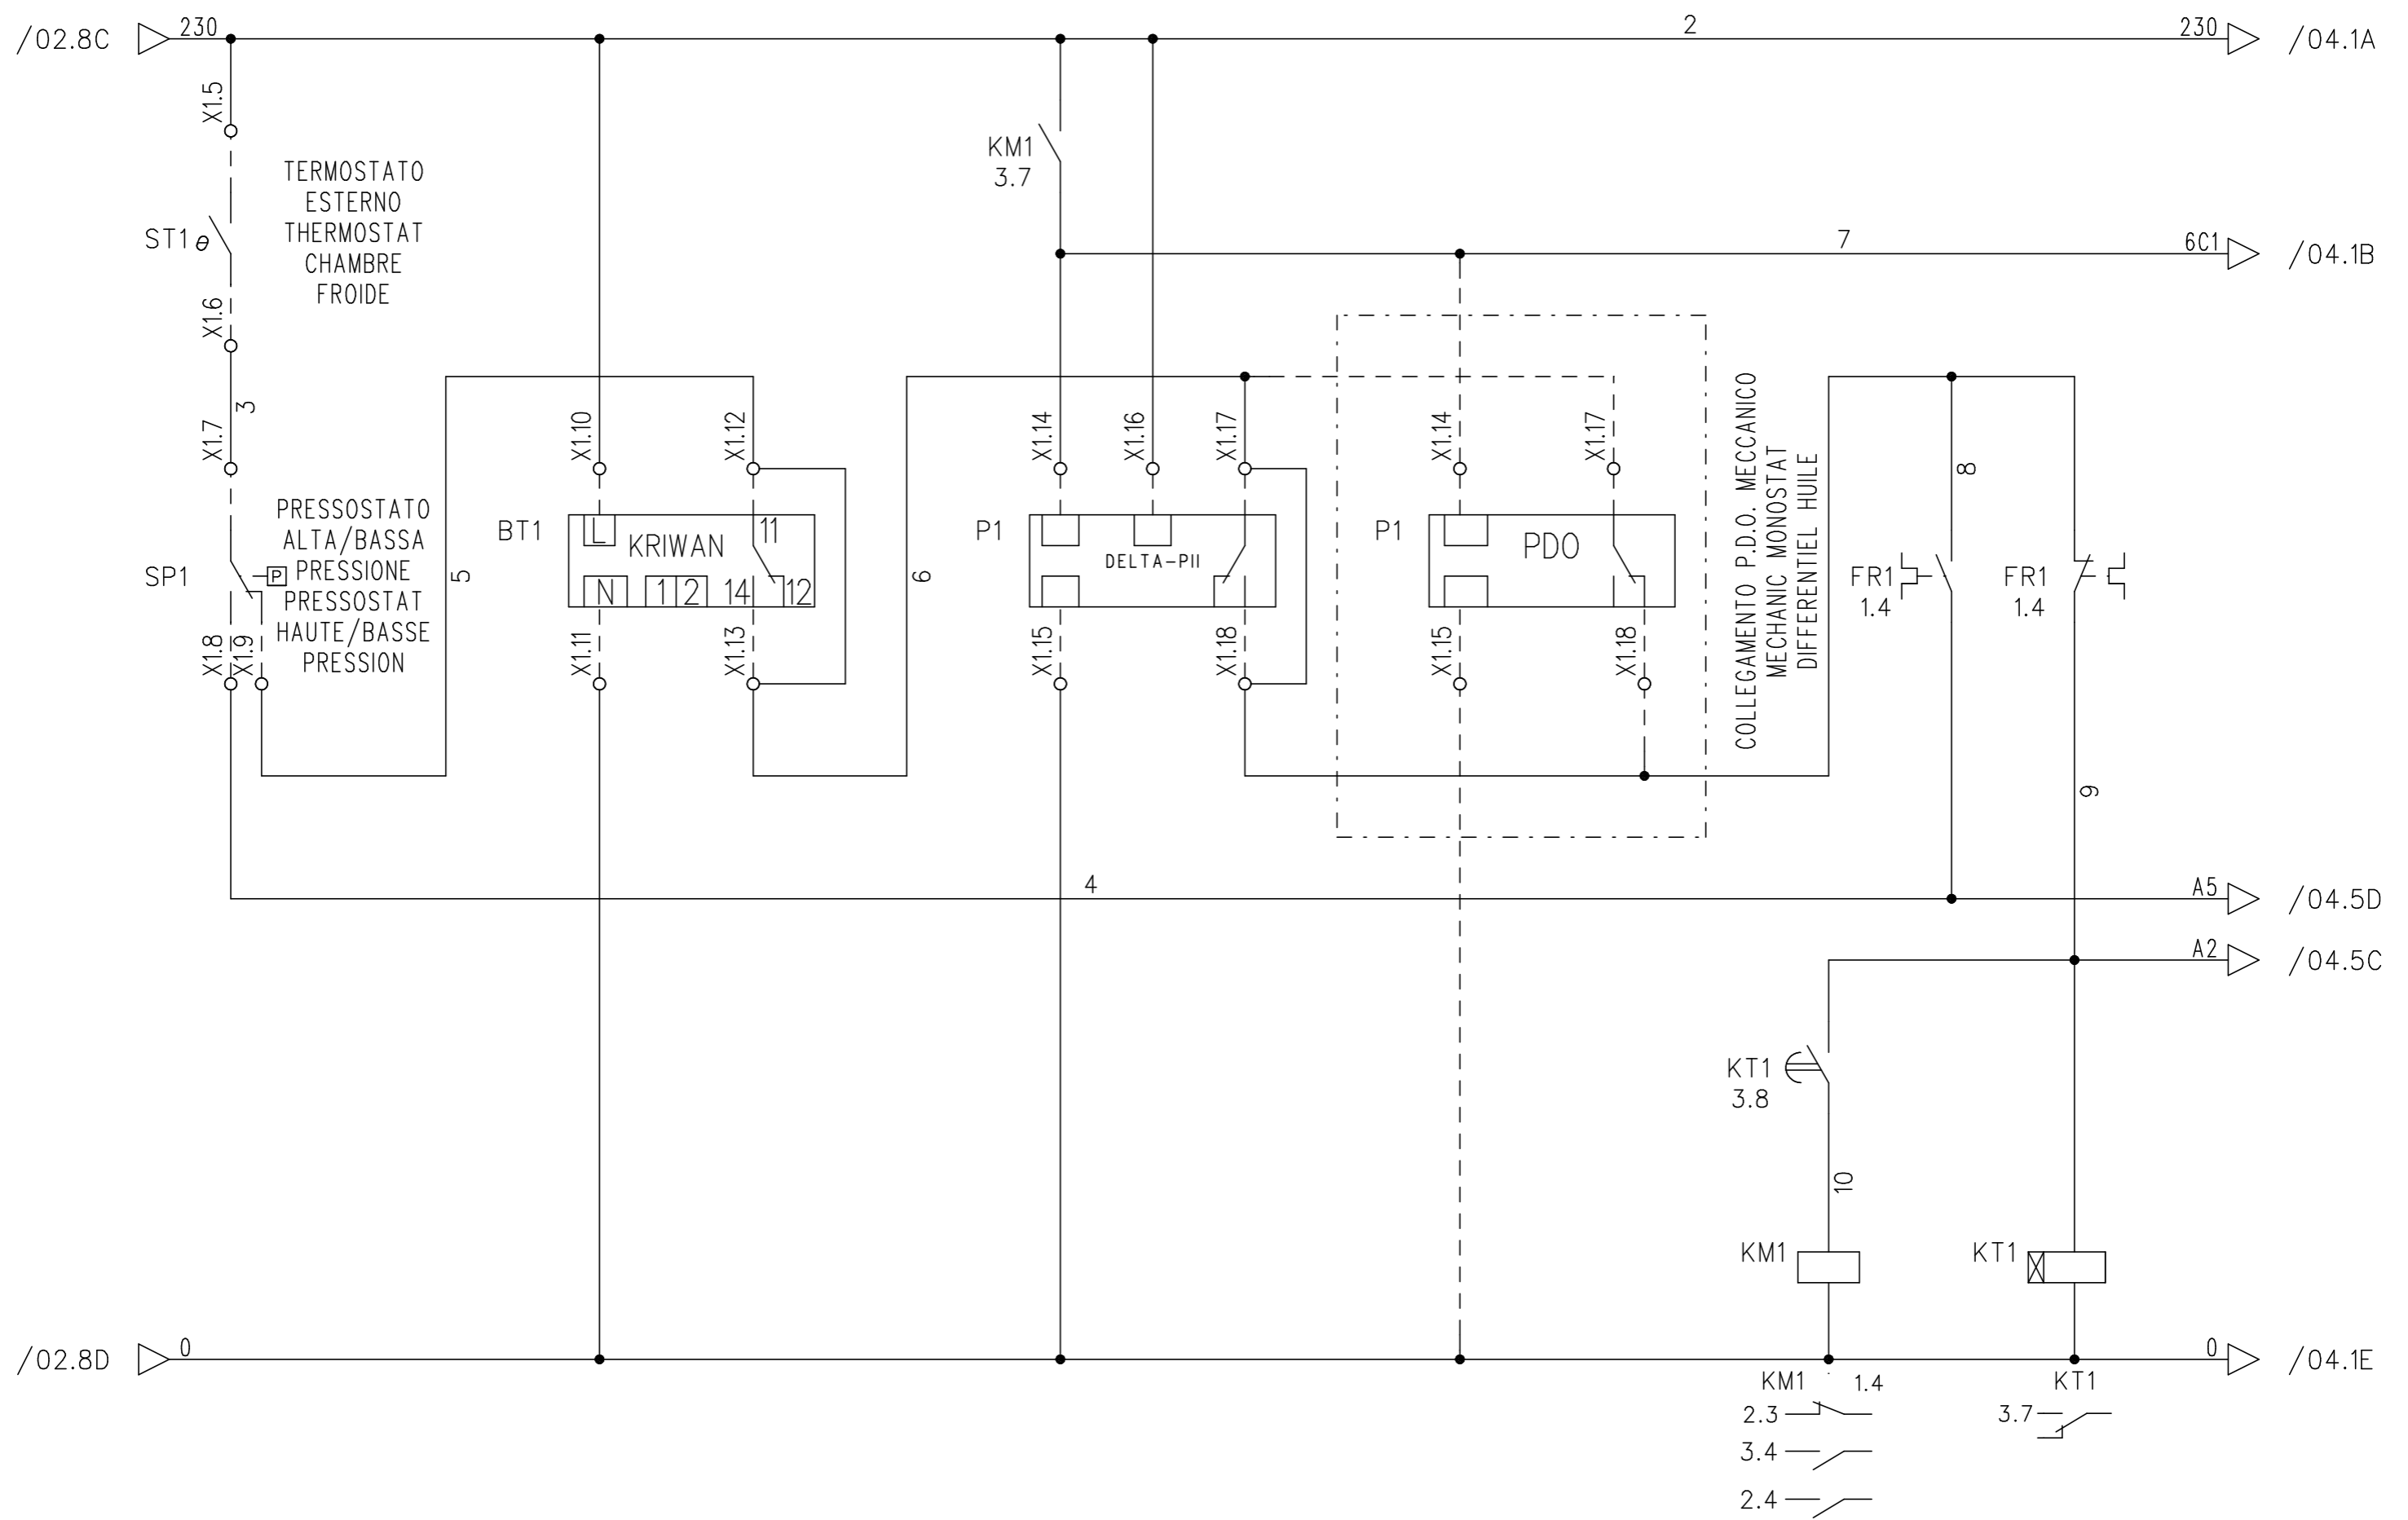 /02.8C
230
2
230
/04.1A
X1.5
TERMOSTATO
ESTERNO
THERMOSTAT
CHAMBRE
FROIDE
ST1
θ
X1.6
KM1
3.7
7
6C1
/04.1B
3
X1.7
X1.10
X1.12
X1.14
X1.16
X1.17
X1.14
X1.17
8
PRESSOSTATO
ALTA/BASSA
PRESSIONE
PRESSOSTAT
HAUTE/BASSE
PRESSION
SP1
P
X1.8
X1.9
5
BT1
L
KRIWAN
11
N
1
2
14
12
X1.11
X1.13
6
P1
DELTA-PII
X1.15
X1.18
P1
PDO
X1.15
X1.18
COLLEGAMENTO P.D.O. MECCANICO
MECHANIC MONOSTAT
DIFFERENTIEL HUILE
FR1
1.4
FR1
1.4
9
4
A5
/04.5D
A2
/04.5C
KT1
3.8
10
KM1
KT1
/02.8D
0
0
/04.1E
KM1
1.4
2.3
3.4
2.4
KT1
3.7